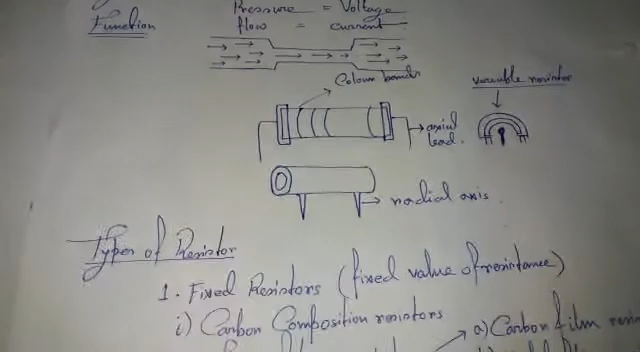 Pressure = Voltage
Function
flow = current
Colour bands
variable resistor
axial
lead.
radial axis
Types of Resistor
1. Fixed Resistors (fixed value of resistance)
i) Carbon Composition resistors
a) Carbon film